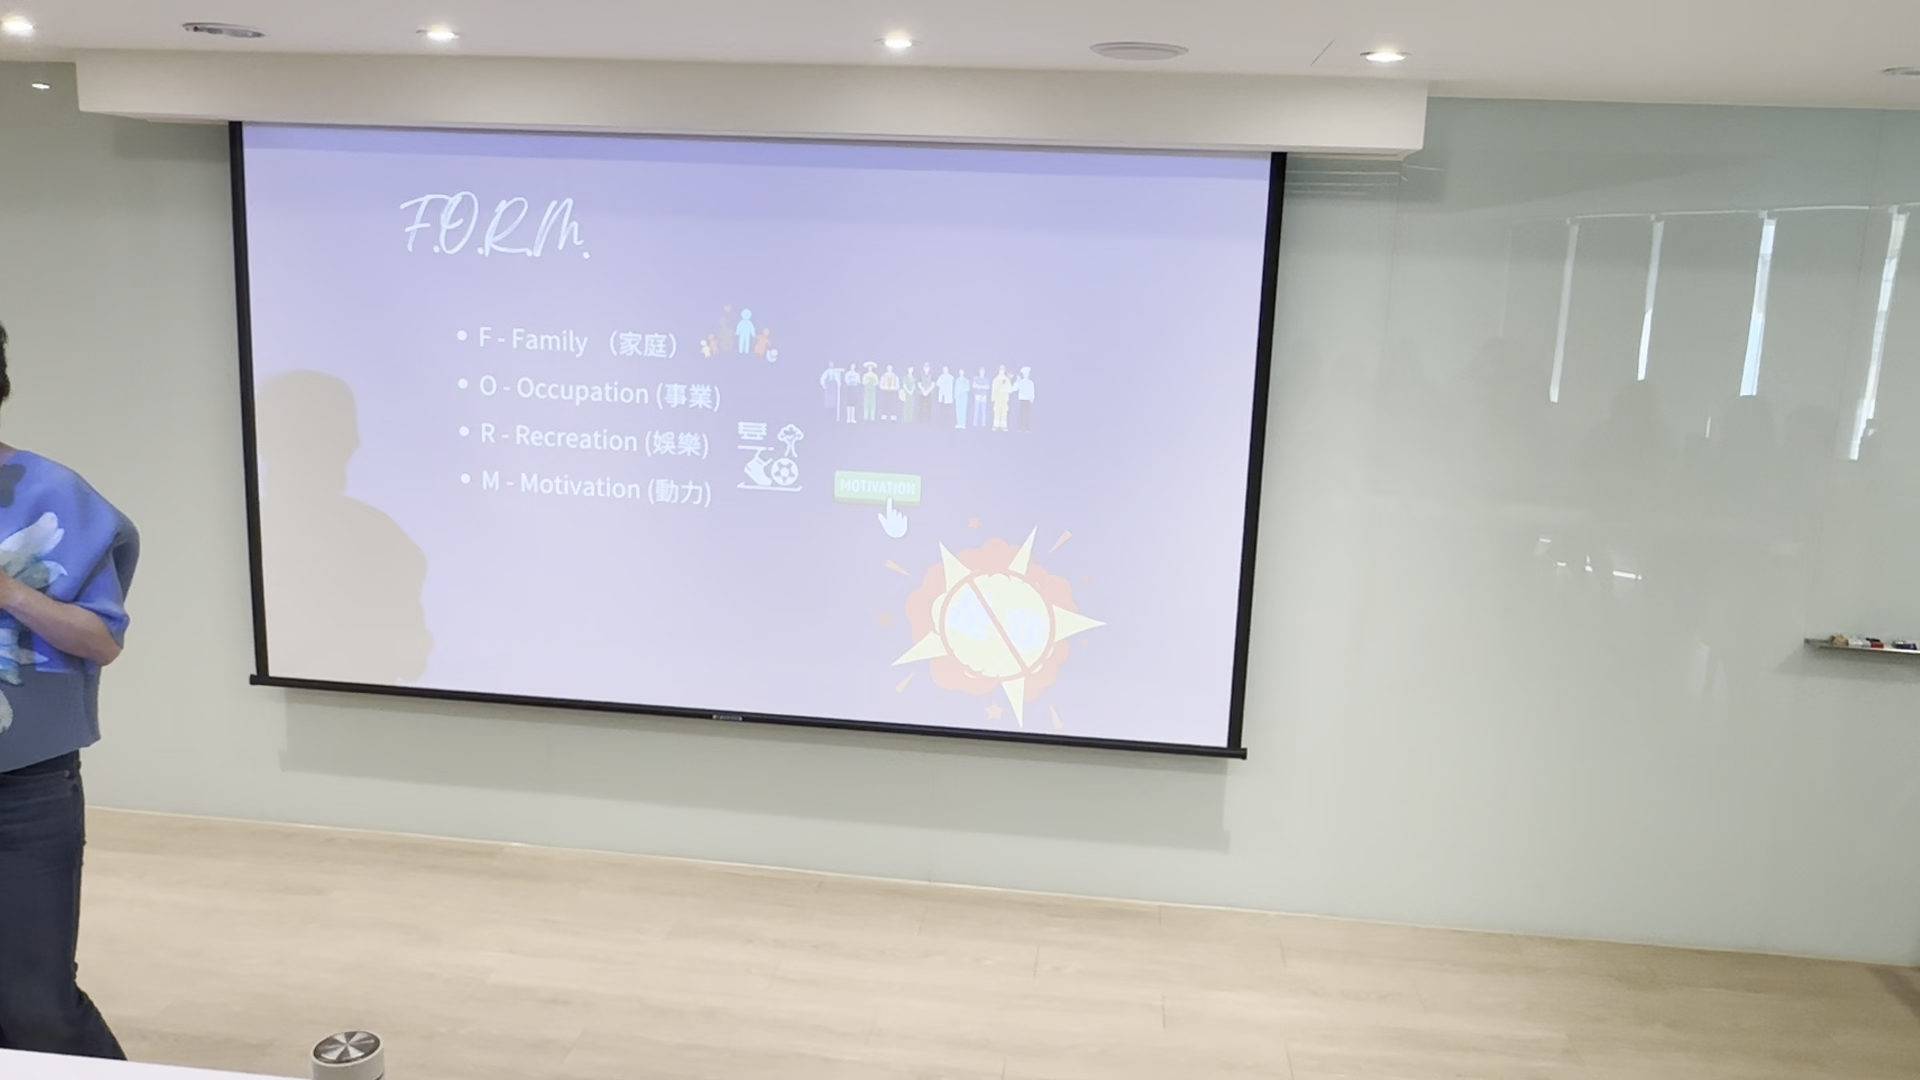 F.O.R.M.
• F - Family （家庭）
• O - Occupation (事業)
• R - Recreation (娛樂)
• M - Motivation (動力)
MOTIVATION